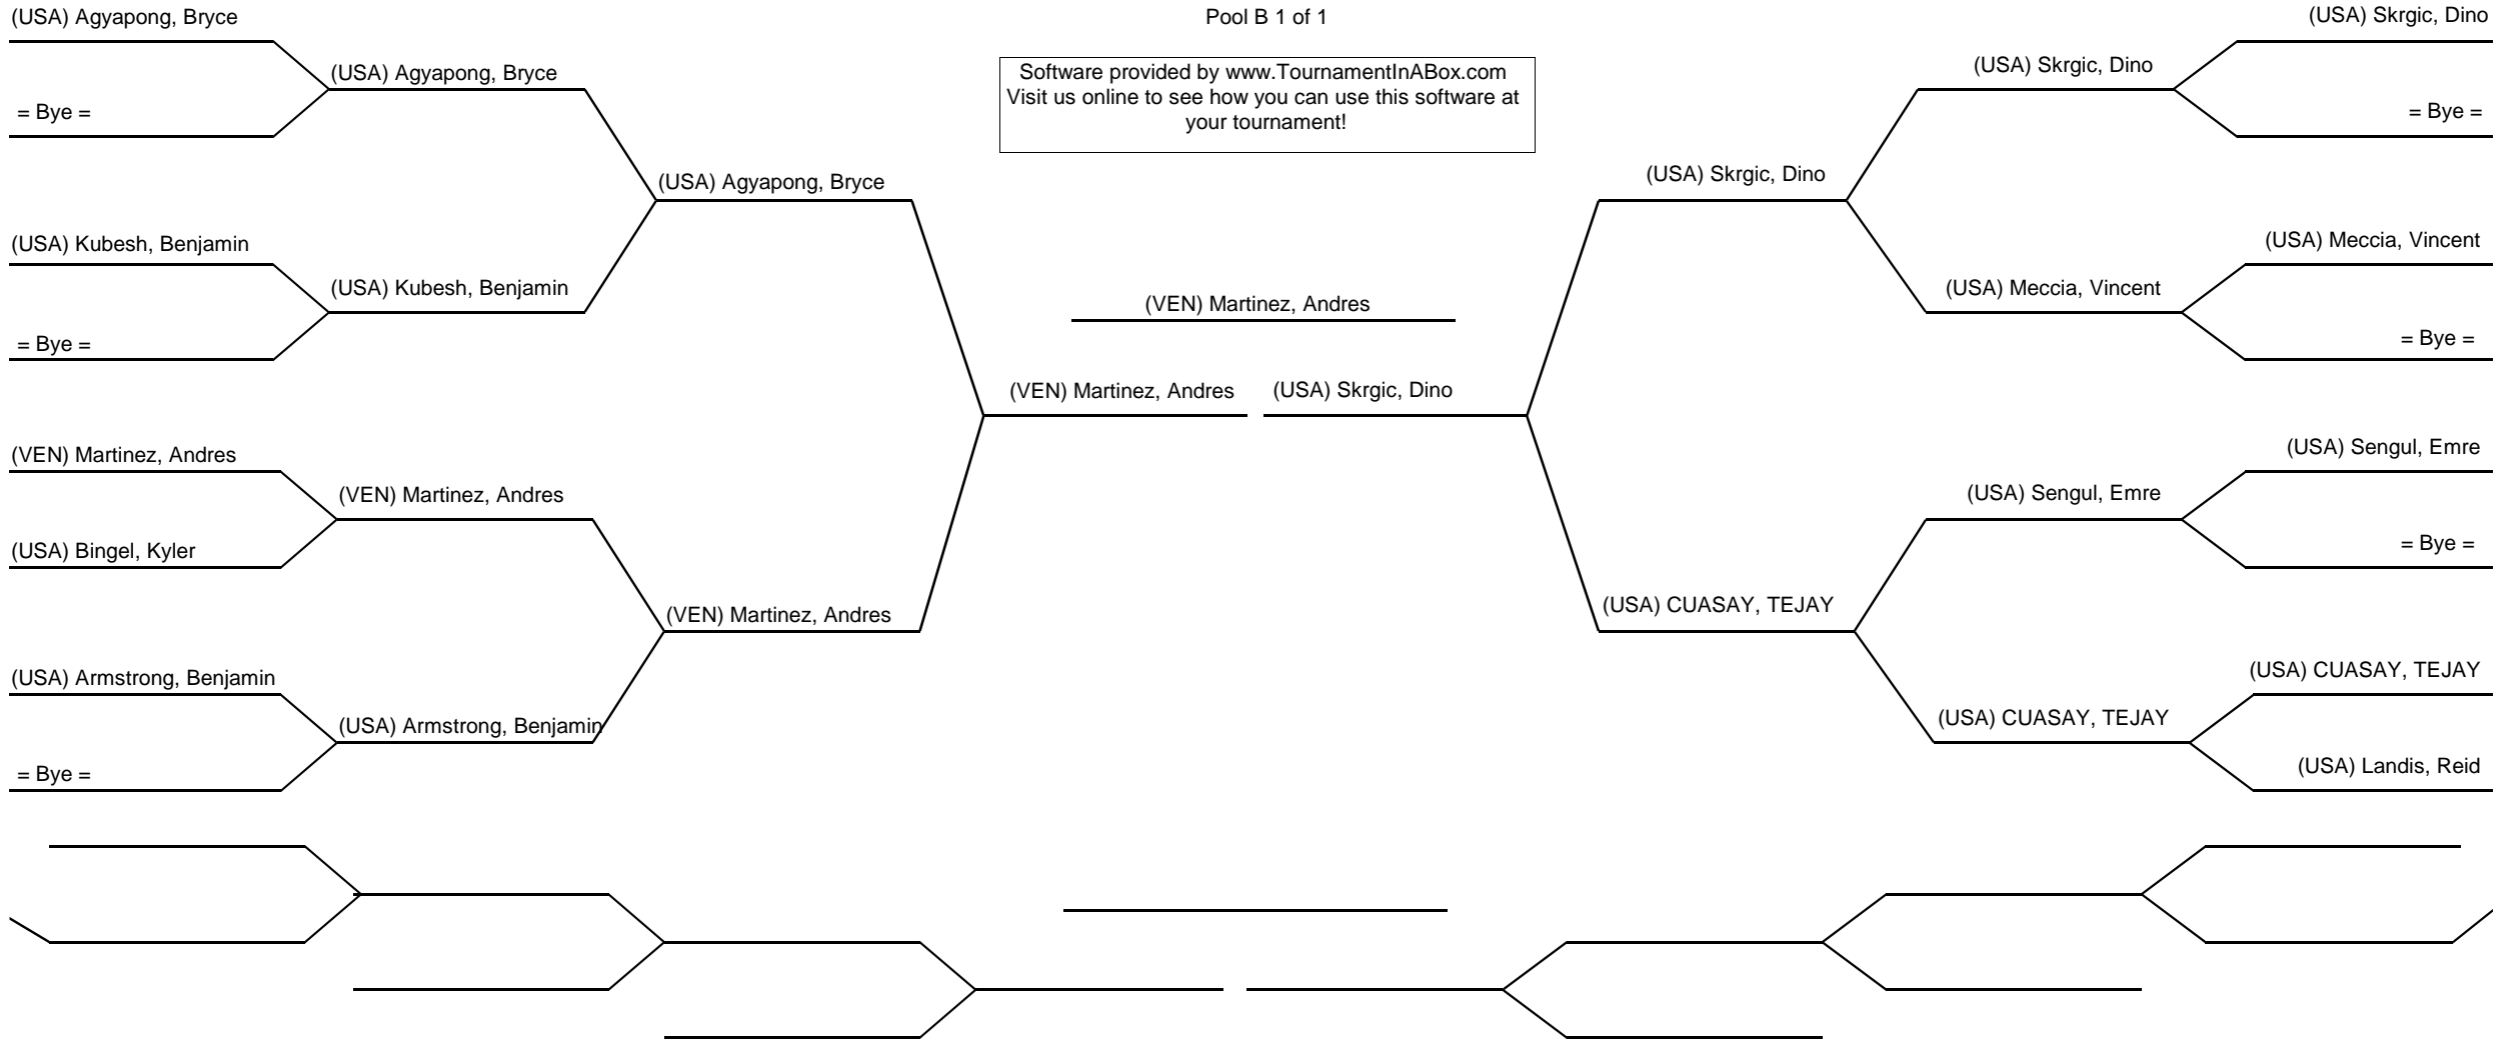 (USA) Agyapong, Bryce
= Bye =
(USA) Kubesh, Benjamin
= Bye =
(VEN) Martinez, Andres
(USA) Bingel, Kyler
(USA) Armstrong, Benjamin
= Bye =
(USA) Agyapong, Bryce
(USA) Kubesh, Benjamin
(VEN) Martinez, Andres
(USA) Armstrong, Benjamin
(USA) Agyapong, Bryce
(VEN) Martinez, Andres
Pool B 1 of 1
Software provided by www.TournamentInABox.com
Visit us online to see how you can use this software at
your tournament!
(VEN) Martinez, Andres
(VEN) Martinez, Andres
(USA) Skrgic, Dino
(USA) Skrgic, Dino
(USA) CUASAY, TEJAY
(USA) Skrgic, Dino
(USA) Meccia, Vincent
(USA) Sengul, Emre
(USA) CUASAY, TEJAY
(USA) Skrgic, Dino
= Bye =
(USA) Meccia, Vincent
= Bye =
(USA) Sengul, Emre
= Bye =
(USA) CUASAY, TEJAY
(USA) Landis, Reid